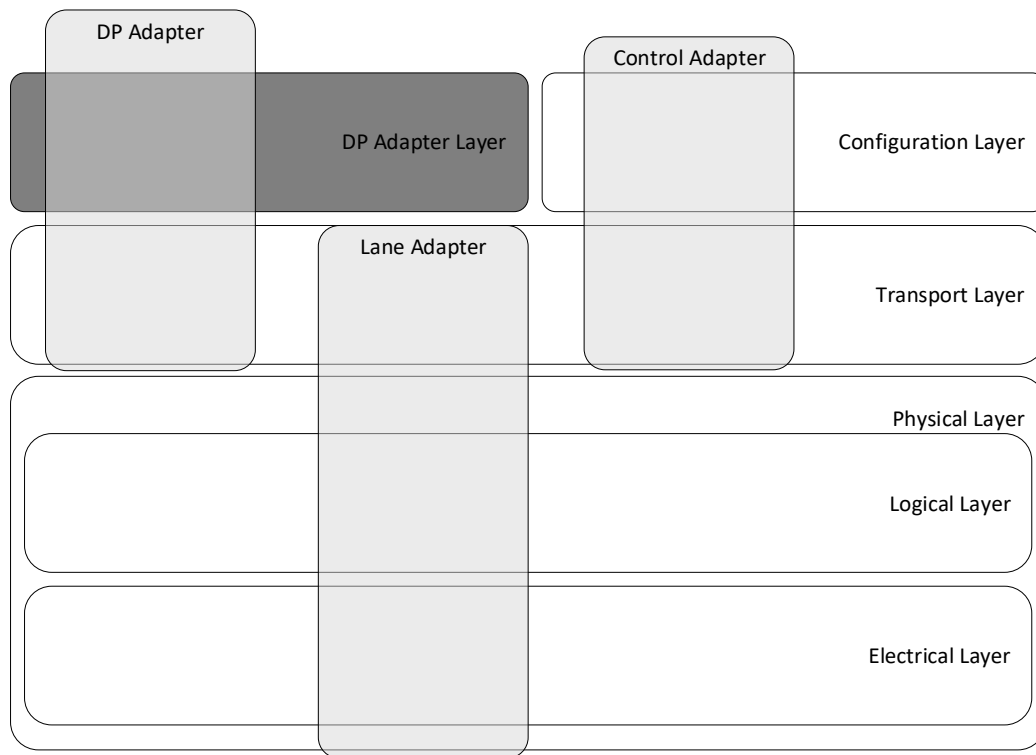 DP Adapter
Control Adapter
DP Adapter Layer
Configuration Layer
Lane Adapter
Transport Layer
Physical Layer
Logical Layer
Electrical Layer